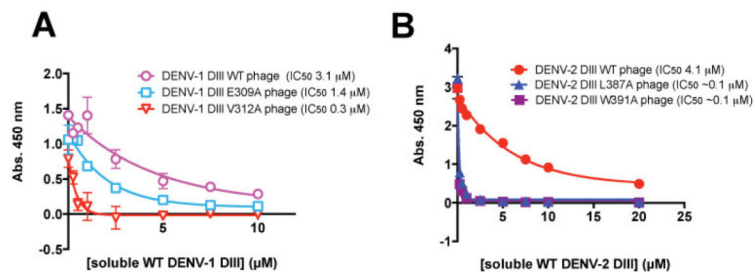 A
DENV-1 DIII WT phage (IC50 3.1 µM)
DENV-1 DIII E309A phage (IC50 1.4 µM)
DENV-1 DIII V312A phage (IC50 0.3 µM)
Abs. 450 nm
2.0
1.5
1.0
0.5
0.0
-0.5
5
10
[soluble WT DENV-1 DIII] (µM)
B
DENV-2 DIII WT phage (IC50 4.1 µM)
DENV-2 DIII L387A phage (IC50 ~0.1 µM)
DENV-2 DIII W391A phage (IC50 ~0.1 µM)
Abs. 450 nm
4
3
2
1
0
-1
5
10
15
20
25
[soluble WT DENV-2 DIII] (µM)